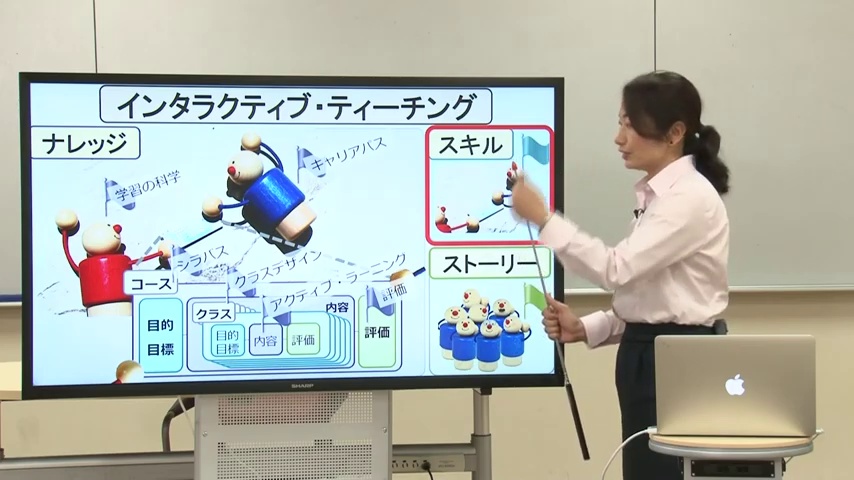 インタラクティブ・ティーチング
ナレッジ
スキル
キャリアパス
学習の科学
シラバス
クラスデザイン
アクティブ・ラーニング
評価
ストーリー
コース
目的
目標
クラス
内容
目的
目標
内容
評価
評価
SHARP